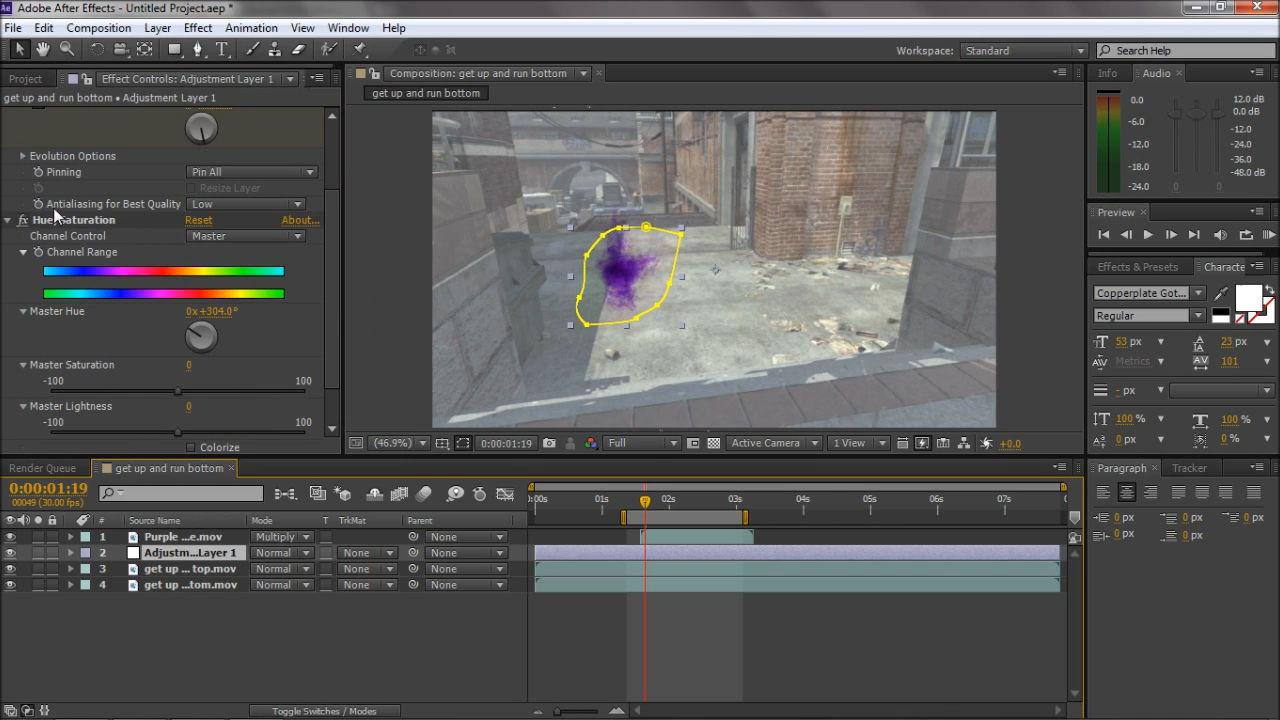 Ae Adobe After Effects - Untitled Project.aep *
File Edit Composition Layer Effect Animation View Window Help
T Workspace: Standard Search Help
Project Effect Controls: Adjustment Layer 1 Composition: get up and run bottom Info Audio
get up and run bottom • Adjustment Layer 1 get up and run bottom
0.0 12.0 dB
0.0 dB
-6.0
-12.0 -12.0
-24.0
-18.0 -36.0
-24.0 -48.0 dB
Evolution Options
Pinning Pin All
Resize Layer
Antialiasing for Best Quality Low
fx Hue/Saturation Reset About...
Channel Control Master
Channel Range
Master Hue 0x+304.0°
Master Saturation 0
-100 100
Master Lightness 0
-100 100
Colorize
Preview
Effects & Presets Characte
Copperplate Got...
Regular
53 px 23 px
Metrics 101
- px
100 % 100 %
0 px 0 %
(46.9%) 0:00:01:19 Full Active Camera 1 View +0.0
Render Queue get up and run bottom Paragraph Tracker
0:00:01:19
00049 (30.00 fps)
:00s 01s 02s 03s 04s 05s 06s 07s
# Source Name Mode T TrkMat Parent
1 Purple ...e.mov Multiply None
2 Adjustm...Layer 1 Normal None None
3 get up ... top.mov Normal None None
4 get up ...tom.mov Normal None None
0 px 0 px 0 px
0 px 0 px
Toggle Switches / Modes